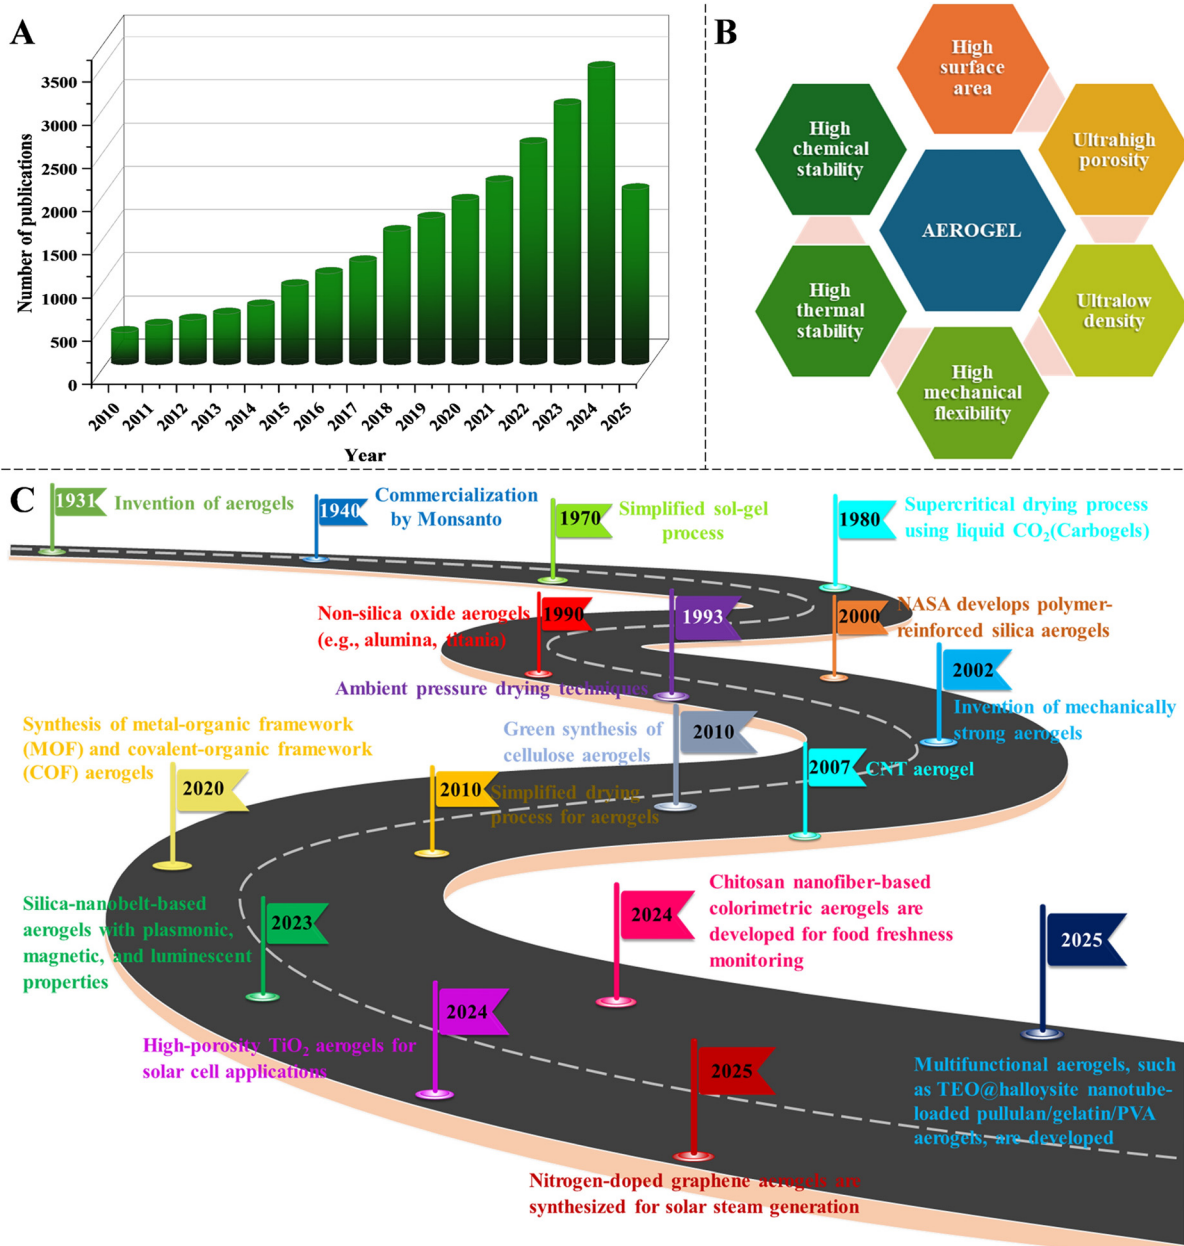 A
Number of publications
3500
3000
2500
2000
1500
1000
500
0
2010
2011
2012
2013
2014
2015
2016
2017
2018
2019
2020
2021
2022
2023
2024
2025
Year
B
High
surface
area
High
chemical
stability
Ultrahigh
porosity
AEROGEL
High
thermal
stability
Ultralow
density
High
mechanical
flexibility
C
1931
Invention of aerogels
1940
Commercialization
by Monsanto
1970
Simplified sol-gel
process
1980
Supercritical drying process
using liquid CO₂(Carbogels)
Non-silica oxide aerogels
(e.g., alumina, titania)
1990
1993
Ambient pressure drying techniques
2000
NASA develops polymer-
reinforced silica aerogels
2002
Invention of mechanically
strong aerogels
Synthesis of metal-organic framework
(MOF) and covalent-organic framework
(COF) aerogels
2020
Green synthesis of
cellulose aerogels
2010
2007
CNT aerogel
2010
Simplified drying
process for aerogels
Silica-nanobelt-based
aerogels with plasmonic,
magnetic, and luminescent
properties
2023
2024
Chitosan nanofiber-based
colorimetric aerogels are
developed for food freshness
monitoring
2025
2024
High-porosity TiO₂ aerogels for
solar cell applications
2025
Multifunctional aerogels, such
as TEO@halloysite nanotube-
loaded pullulan/gelatin/PVA
aerogels, are developed
Nitrogen-doped graphene aerogels are
synthesized for solar steam generation